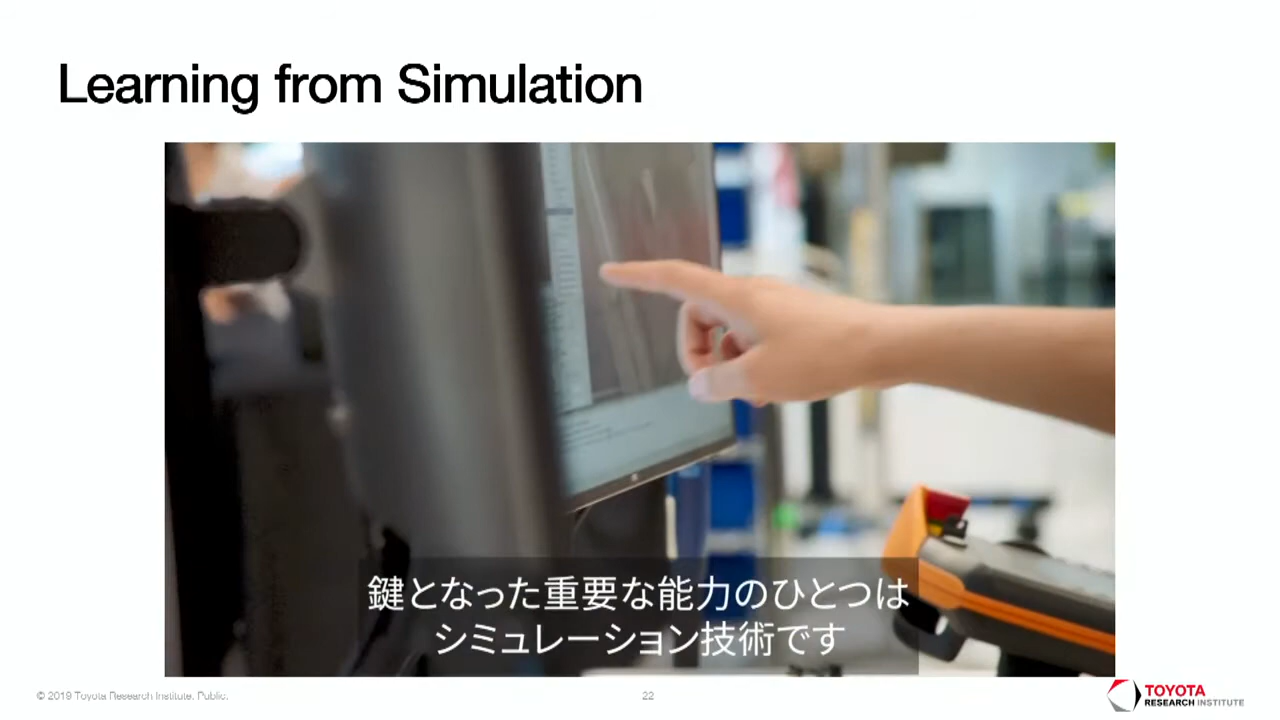 Learning from Simulation
鍵となった重要な能力のひとつは
シミュレーション技術です
© 2019 Toyota Research Institute. Public.
22
TOYOTA
RESEARCH INSTITUTE